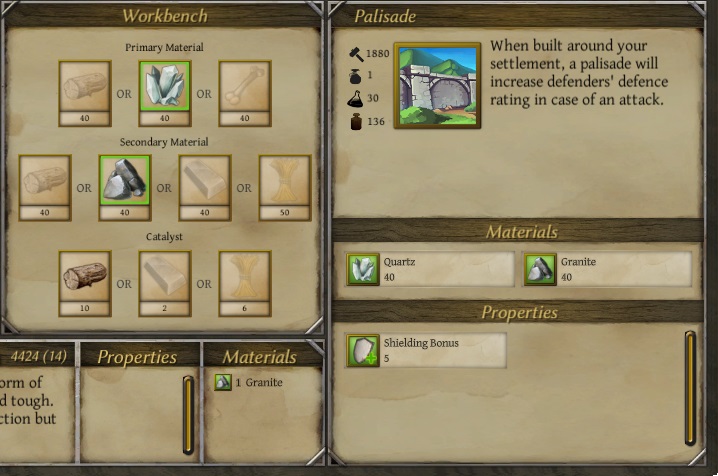 Workbench
Primary Material
OR
OR
40
40
40
Secondary Material
OR
OR
OR
40
40
40
50
Catalyst
OR
OR
10
2
6
4424 (14)
orm of
d tough.
ction but
Properties
Materials
1 Granite
Palisade
1880
1
30
136
When built around your
settlement, a palisade will
increase defenders' defence
rating in case of an attack.
Materials
Quartz
40
Granite
40
Properties
Shielding Bonus
5